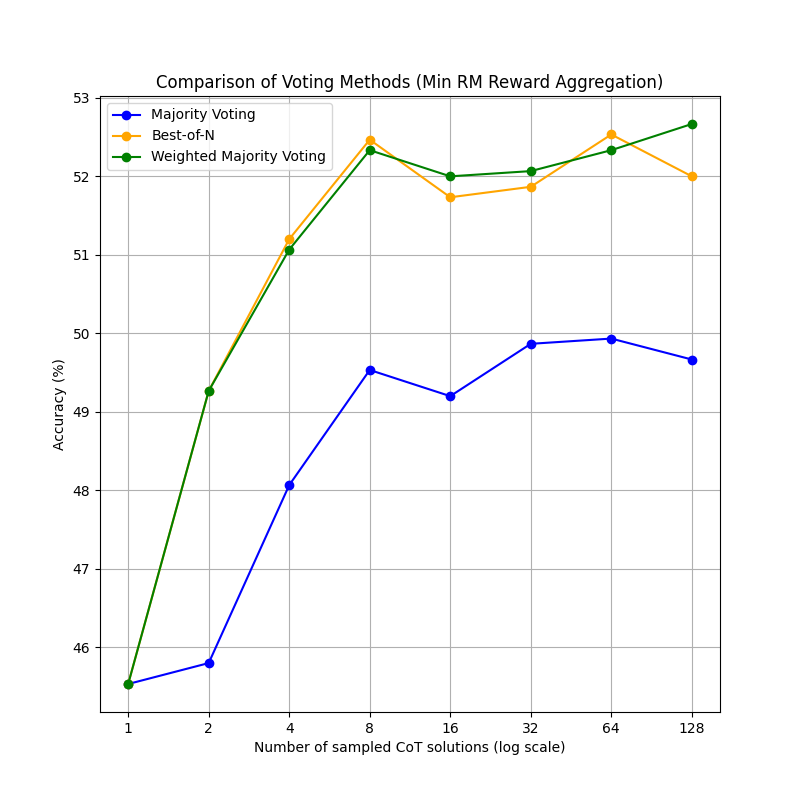 Comparison of Voting Methods (Min RM Reward Aggregation)
Majority Voting
Best-of-N
Weighted Majority Voting
53
52
51
50
49
48
47
46
Accuracy (%)
1 2 4 8 16 32 64 128
Number of sampled CoT solutions (log scale)